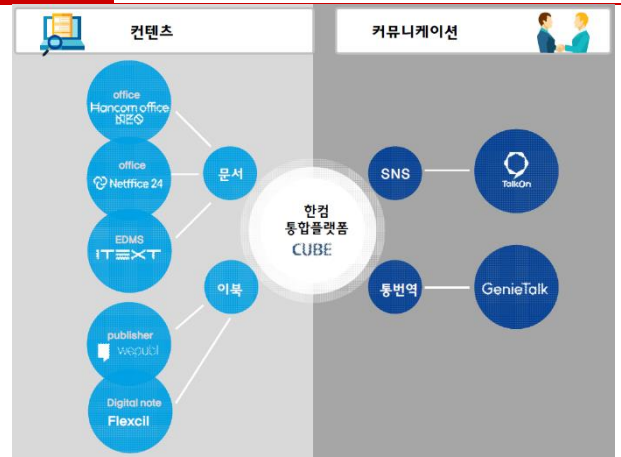 컨텐츠
커뮤니케이션
office
Hancom office
NEO
office
Netffice 24
EDMS
iTEXT
publisher
wepubl
Digital note
Flexcil
문서
이북
한컴
통합플랫폼
CUBE
SNS
통번역
TalkOn
GenieTalk